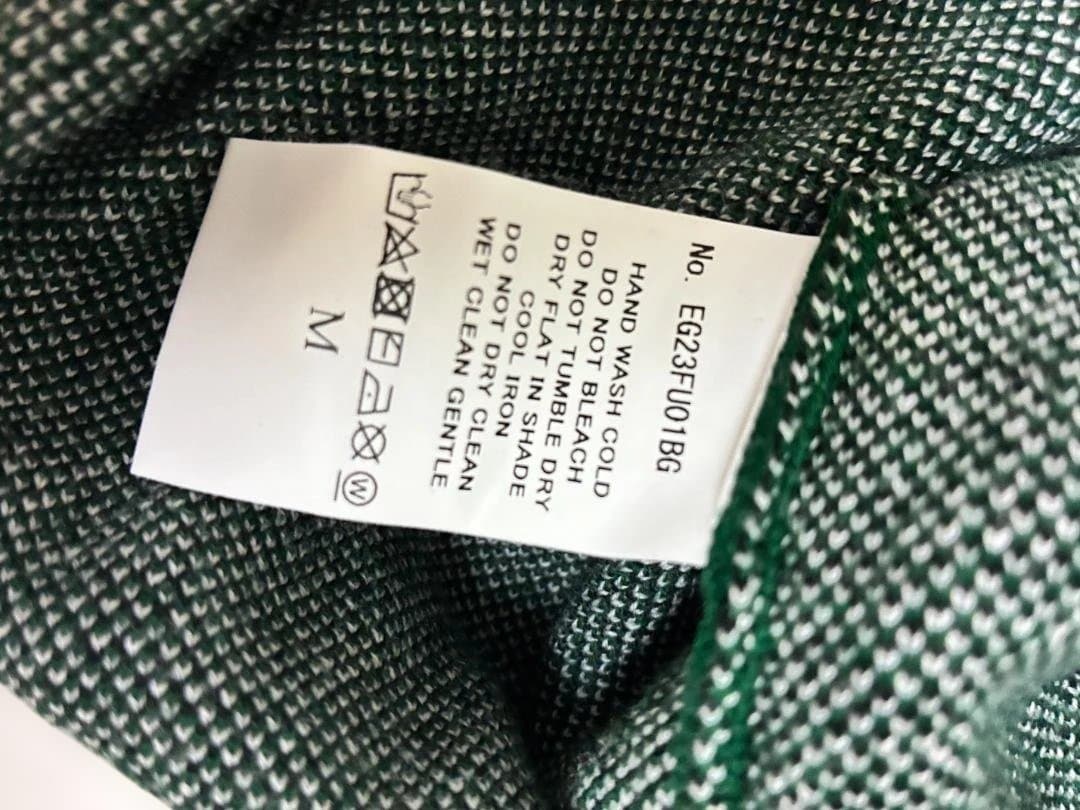 No. EG23FU01BG
HAND WASH COLD
DO NOT BLEACH
DO NOT TUMBLE DRY
DRY FLAT IN SHADE
COOL IRON
DO NOT DRY CLEAN
WET CLEAN GENTLE
W
M